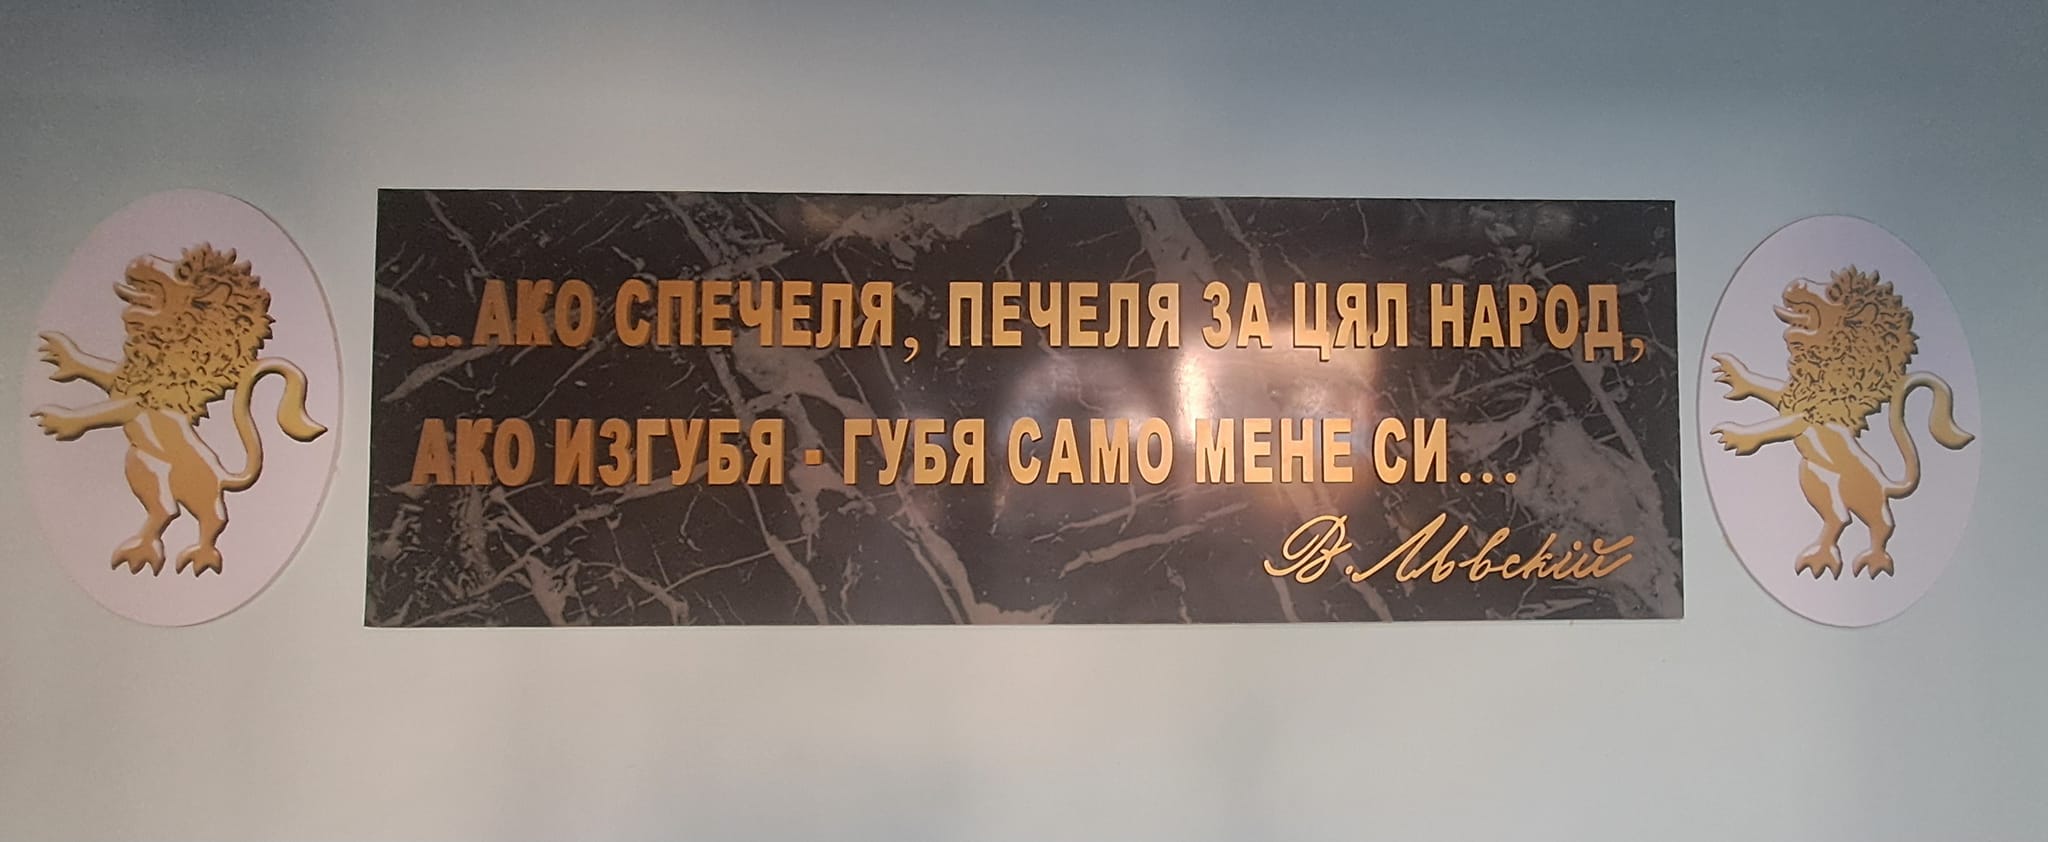 ...АКО СПЕЧЕЛЯ, ПЕЧЕЛЯ ЗА ЦЯЛ НАРОД,
АКО ИЗГУБЯ - ГУБЯ САМО МЕНЕ СИ...
В. Львскій